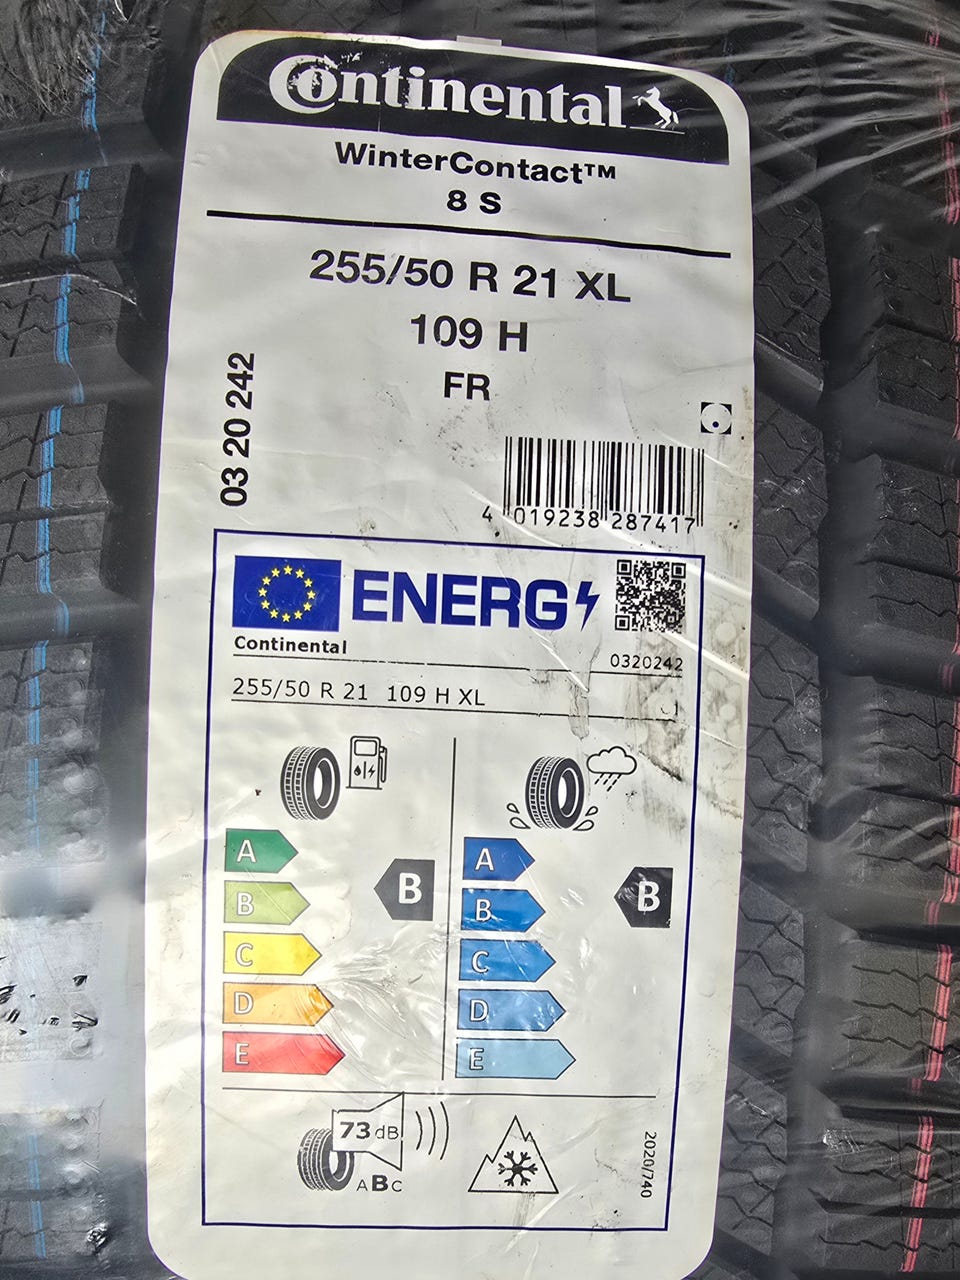 Continental
WinterContact™
8 S
255/50 R 21 XL
109 H
FR
03 20 242
4 019238 287417
ENERG
Continental
0320242
255/50 R 21 109 H XL
A
B
C
D
E
B
A
B
C
D
E
B
73 dB
ABC
2020/740